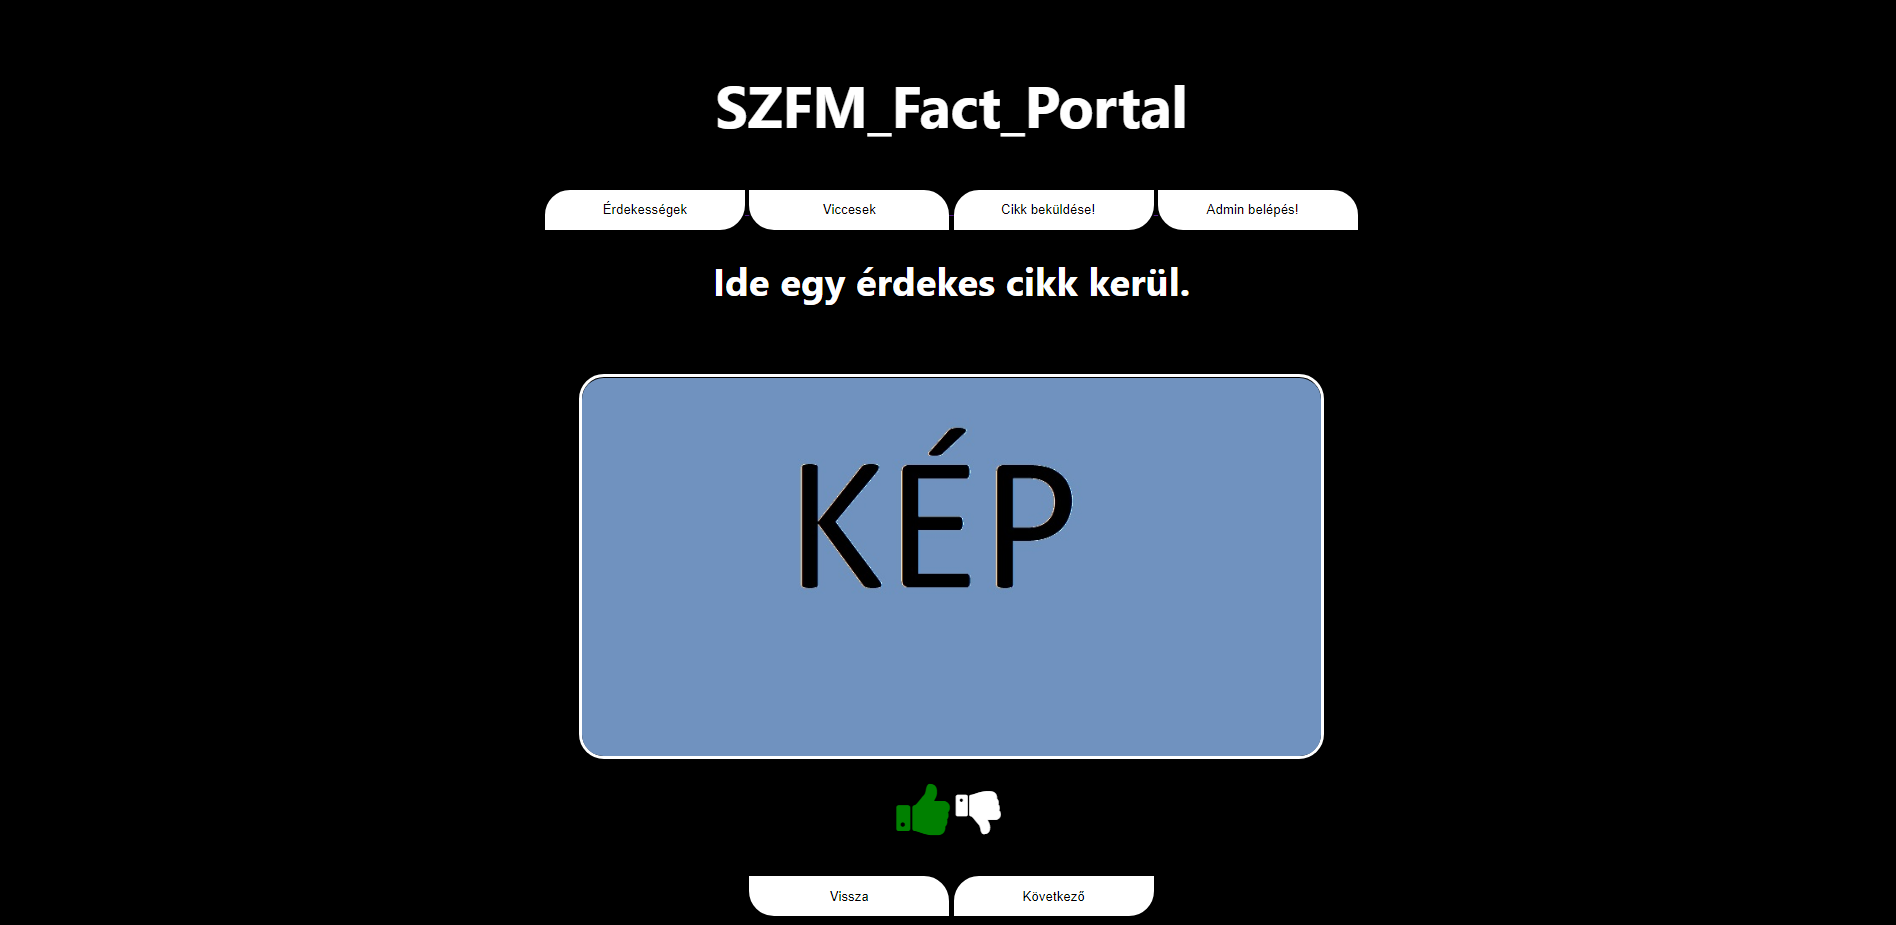 SZFM_Fact_Portal
Érdekességek Viccesek Cikk beküldése! Admin belépés!
Ide egy érdekes cikk kerül.
KÉP
Vissza Következő